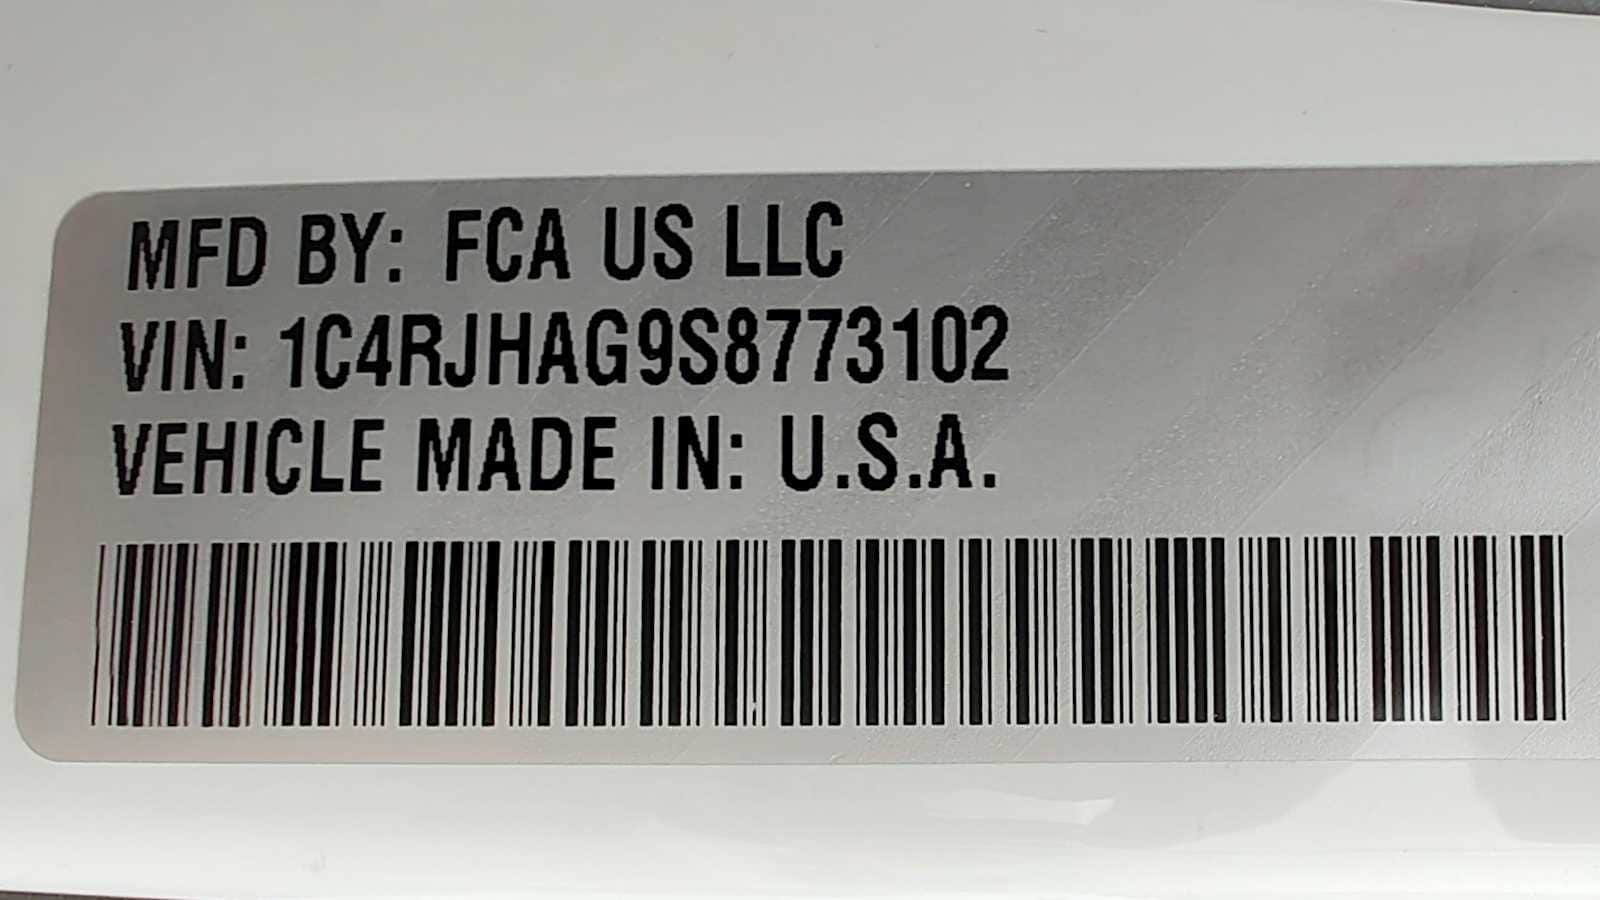 MFD BY: FCA US LLC
VIN: 1C4RJHAG9S8773102
VEHICLE MADE IN: U.S.A.